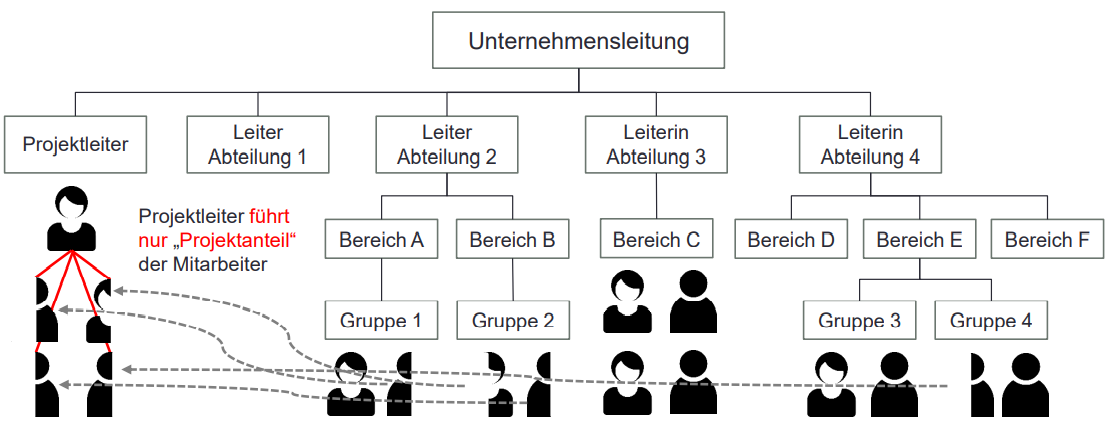 Unternehmensleitung
Projektleiter
Leiter
Abteilung 1
Leiter
Abteilung 2
Leiterin
Abteilung 3
Leiterin
Abteilung 4
Projektleiter führt
nur „Projektanteil“
der Mitarbeiter
Bereich A
Bereich B
Bereich C
Bereich D
Bereich E
Bereich F
Gruppe 1
Gruppe 2
Gruppe 3
Gruppe 4